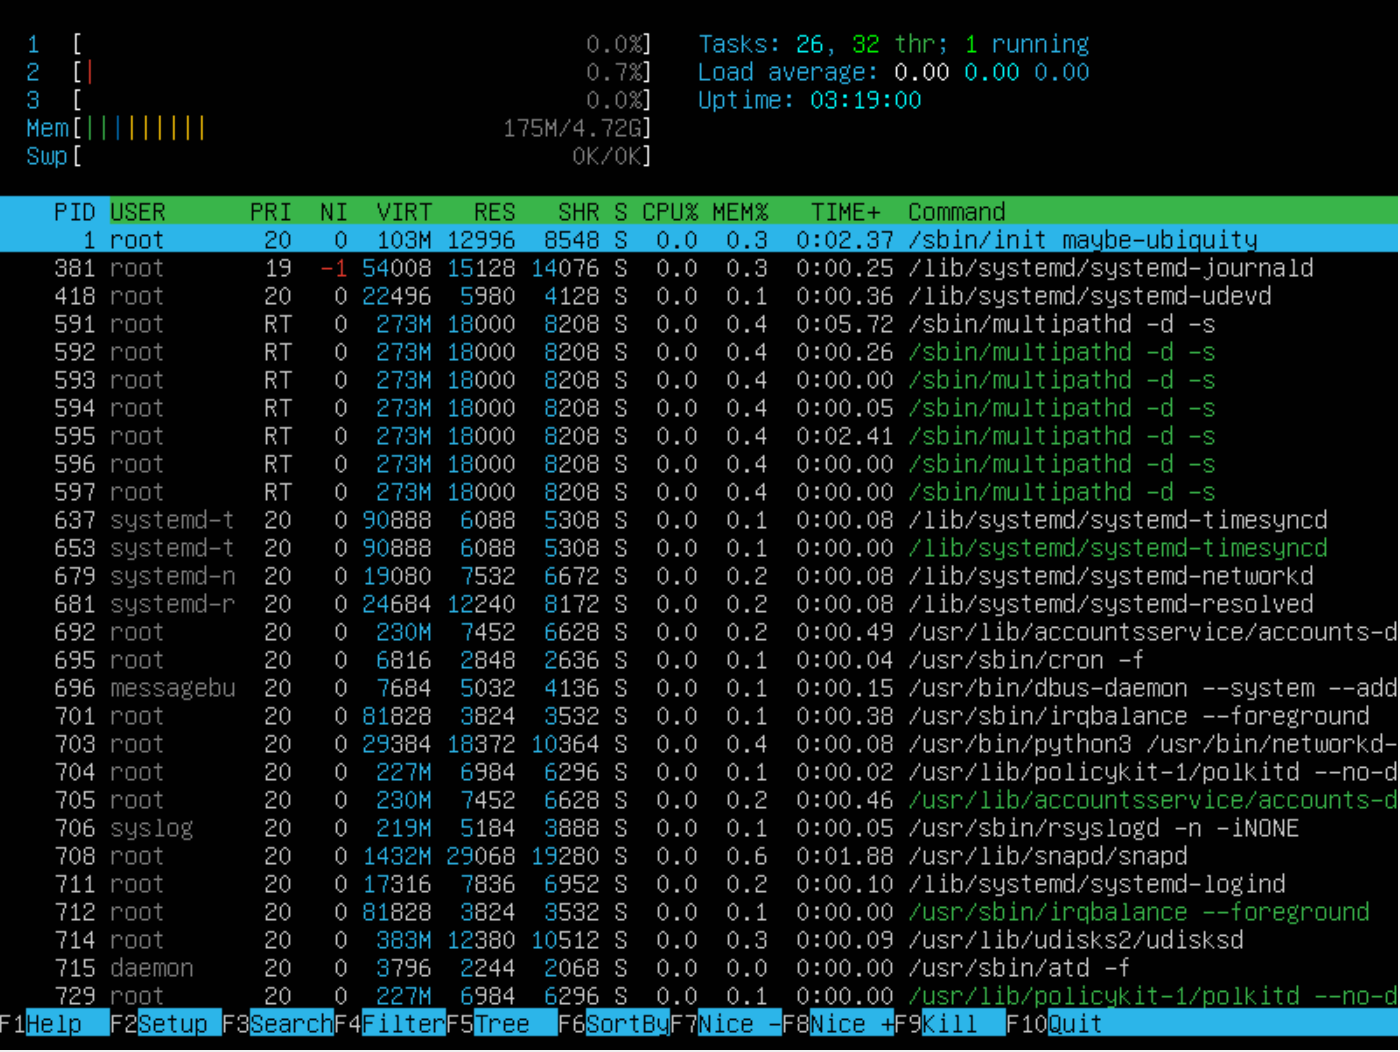 1 [ 0.0%] Tasks: 26, 32 thr; 1 running
2 [| 0.7%] Load average: 0.00 0.00 0.00
3 [ 0.0%] Uptime: 03:19:00
Mem[||||||||| 175M/4.72G]
Swp[ 0K/0K]
PID USER PRI NI VIRT RES SHR S CPU% MEM% TIME+ Command
1 root 20 0 103M 12996 8548 S 0.0 0.3 0:02.37 /sbin/init maybe-ubiquity
381 root 19 -1 54008 15128 14076 S 0.0 0.3 0:00.25 /lib/systemd/systemd-journald
418 root 20 0 22496 5980 4128 S 0.0 0.1 0:00.36 /lib/systemd/systemd-udevd
591 root RT 0 273M 18000 8208 S 0.0 0.4 0:05.72 /sbin/multipathd -d -s
592 root RT 0 273M 18000 8208 S 0.0 0.4 0:00.26 /sbin/multipathd -d -s
593 root RT 0 273M 18000 8208 S 0.0 0.4 0:00.00 /sbin/multipathd -d -s
594 root RT 0 273M 18000 8208 S 0.0 0.4 0:00.05 /sbin/multipathd -d -s
595 root RT 0 273M 18000 8208 S 0.0 0.4 0:02.41 /sbin/multipathd -d -s
596 root RT 0 273M 18000 8208 S 0.0 0.4 0:00.00 /sbin/multipathd -d -s
597 root RT 0 273M 18000 8208 S 0.0 0.4 0:00.00 /sbin/multipathd -d -s
637 systemd-t 20 0 90888 6088 5308 S 0.0 0.1 0:00.08 /lib/systemd/systemd-timesyncd
653 systemd-t 20 0 90888 6088 5308 S 0.0 0.1 0:00.00 /lib/systemd/systemd-timesyncd
679 systemd-n 20 0 19080 7532 6672 S 0.0 0.2 0:00.08 /lib/systemd/systemd-networkd
681 systemd-r 20 0 24684 12240 8172 S 0.0 0.2 0:00.08 /lib/systemd/systemd-resolved
692 root 20 0 230M 7452 6628 S 0.0 0.2 0:00.49 /usr/lib/accountsservice/accounts-d
695 root 20 0 6816 2848 2636 S 0.0 0.1 0:00.04 /usr/sbin/cron -f
696 messagebu 20 0 7684 5032 4136 S 0.0 0.1 0:00.15 /usr/bin/dbus-daemon --system --add
701 root 20 0 81828 3824 3532 S 0.0 0.1 0:00.38 /usr/sbin/irqbalance --foreground
703 root 20 0 29384 18372 10364 S 0.0 0.4 0:00.08 /usr/bin/python3 /usr/bin/networkd-
704 root 20 0 227M 6984 6296 S 0.0 0.1 0:00.02 /usr/lib/policykit-1/polkitd --no-d
705 root 20 0 230M 7452 6628 S 0.0 0.2 0:00.46 /usr/lib/accountsservice/accounts-d
706 syslog 20 0 219M 5184 3888 S 0.0 0.1 0:00.05 /usr/sbin/rsyslogd -n -iNONE
708 root 20 0 1432M 29068 19280 S 0.0 0.6 0:01.88 /usr/lib/snapd/snapd
711 root 20 0 17316 7836 6952 S 0.0 0.2 0:00.10 /lib/systemd/systemd-logind
712 root 20 0 81828 3824 3532 S 0.0 0.1 0:00.00 /usr/sbin/irqbalance --foreground
714 root 20 0 383M 12380 10512 S 0.0 0.3 0:00.09 /usr/lib/udisks2/udisksd
715 daemon 20 0 3796 2244 2068 S 0.0 0.0 0:00.00 /usr/sbin/atd -f
729 root 20 0 227M 6984 6296 S 0.0 0.1 0:00.00 /usr/lib/policykit-1/polkitd --no-d
F1Help F2Setup F3SearchF4FilterF5Tree F6SortByF7Nice -F8Nice +F9Kill F10Quit